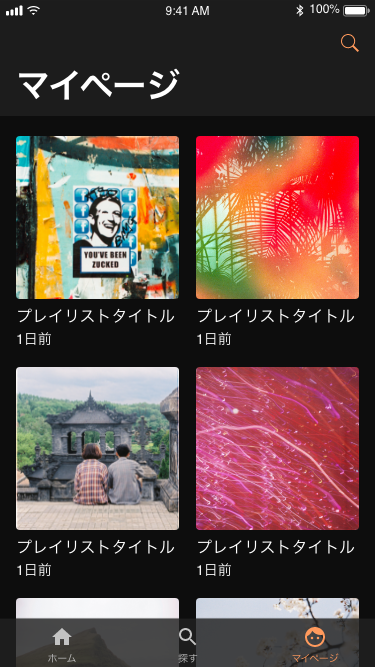 9:41 AM
100%
マイページ
YOU'VE BEEN
ZUCKED
プレイリストタイトル
1日前
プレイリストタイトル
1日前
プレイリストタイトル
1日前
プレイリストタイトル
1日前
ホーム
探す
マイページ